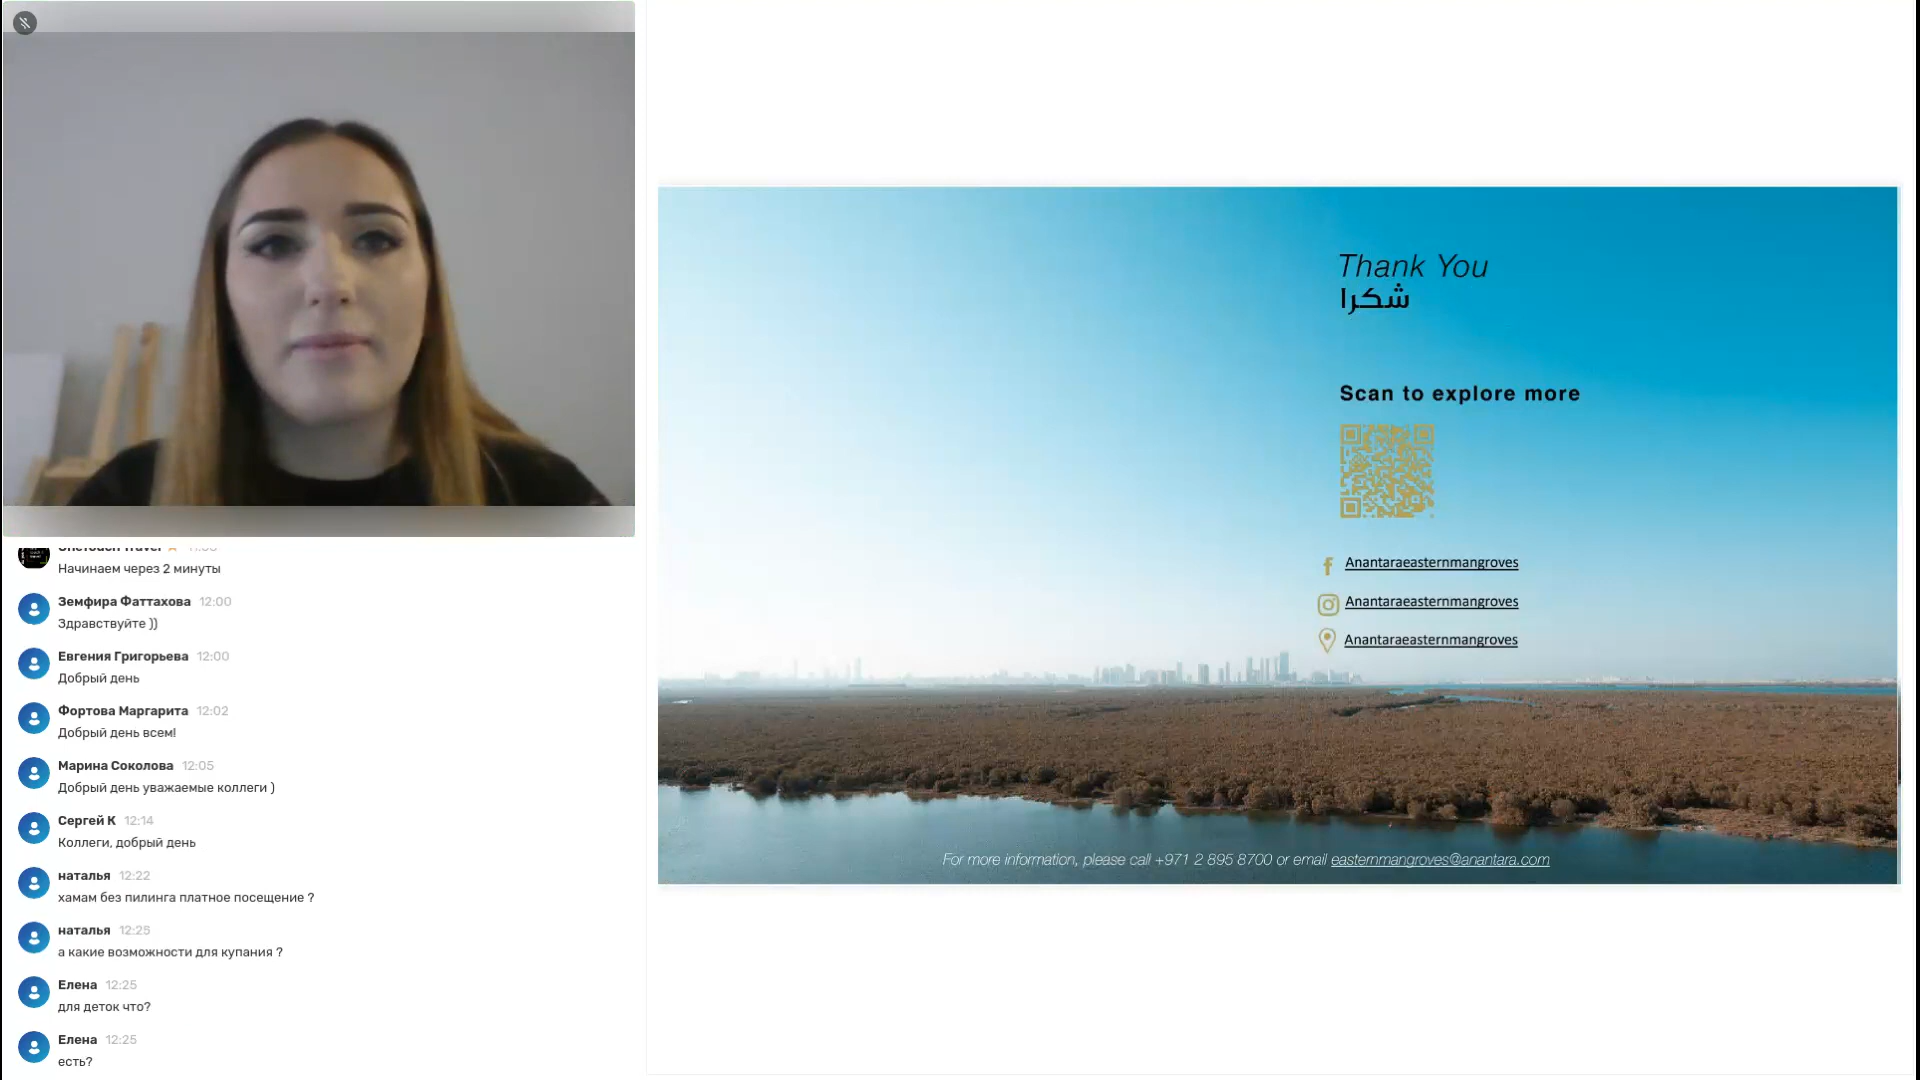 11:55
Начинаем через 2 минуты
Земфира Фаттахова 12:00
Здравствуйте ))
Евгения Григорьева 12:00
Добрый день
Фортова Маргарита 12:02
Добрый день всем!
Марина Соколова 12:05
Добрый день уважаемые коллеги )
Сергей К 12:14
Коллеги, добрый день
наталья 12:22
хамам без пилинга платное посещение ?
наталья 12:25
а какие возможности для купания ?
Елена 12:25
для деток что?
Елена 12:25
есть?
Thank You
شكرا
Scan to explore more
Anantaraeasternmangroves
Anantaraeasternmangroves
Anantaraeasternmangroves
For more information, please call +971 2 895 8700 or email easternmangroves@anantara.com